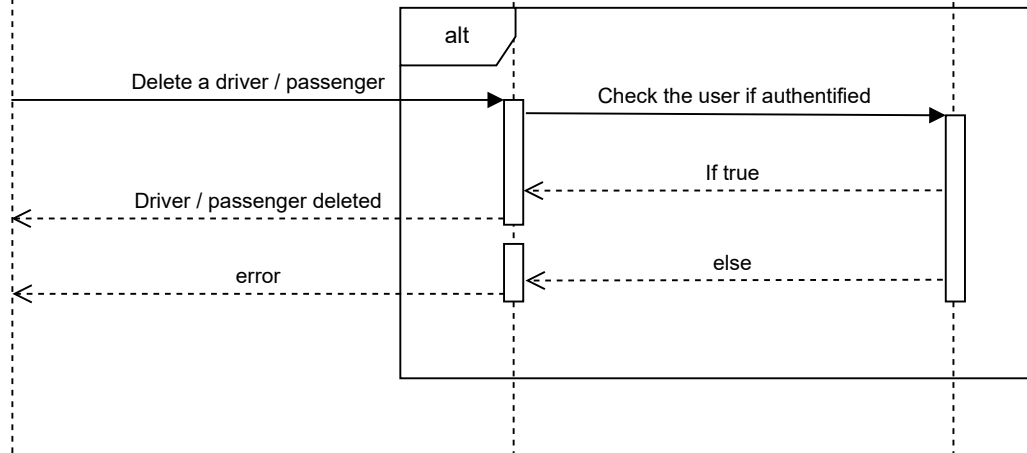 alt
Delete a driver / passenger
Check the user if authentified
If true
Driver / passenger deleted
else
error